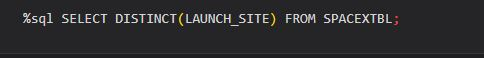 %sql SELECT DISTINCT(LAUNCH_SITE) FROM SPACEXTBL;